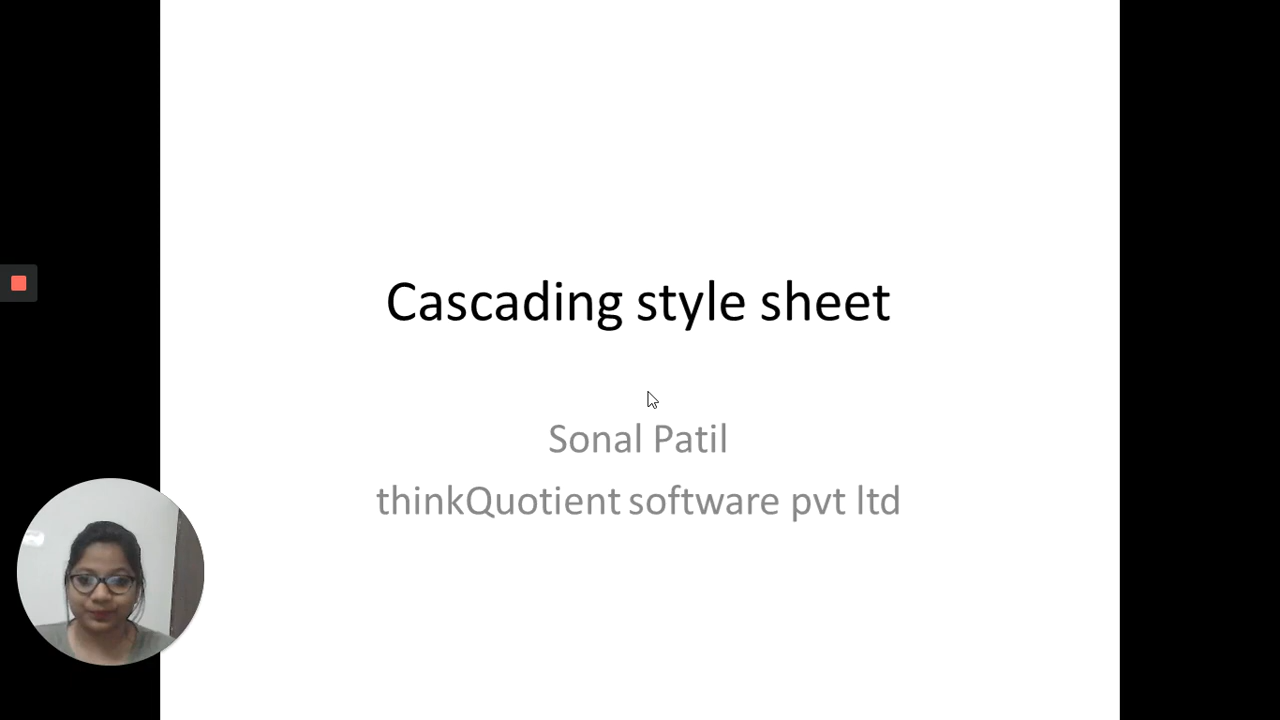 Cascading style sheet
Sonal Patil
thinkQuotient software pvt ltd